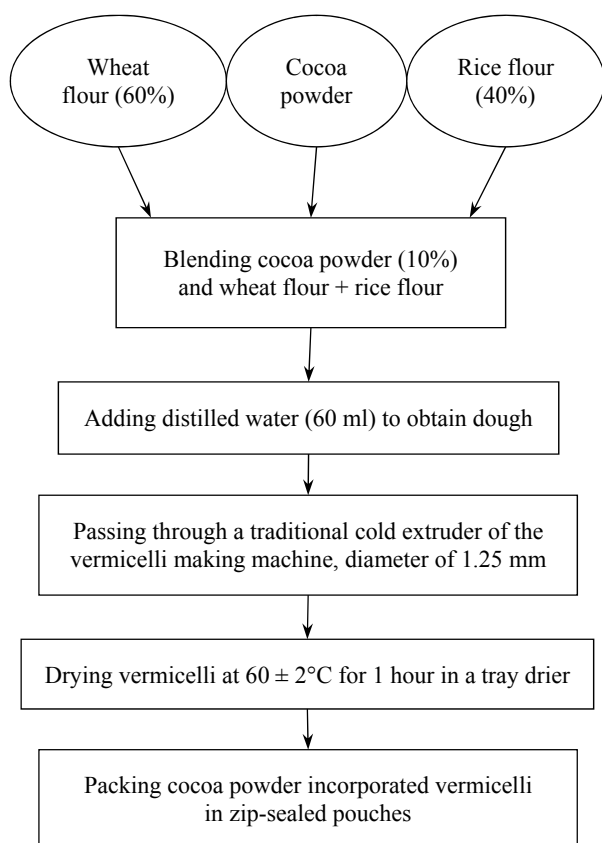 Wheat
flour (60%)
Cocoa
powder
Rice flour
(40%)
Blending cocoa powder (10%)
and wheat flour + rice flour
Adding distilled water (60 ml) to obtain dough
Passing through a traditional cold extruder of the
vermicelli making machine, diameter of 1.25 mm
Drying vermicelli at 60 ± 2°C for 1 hour in a tray drier
Packing cocoa powder incorporated vermicelli
in zip-sealed pouches